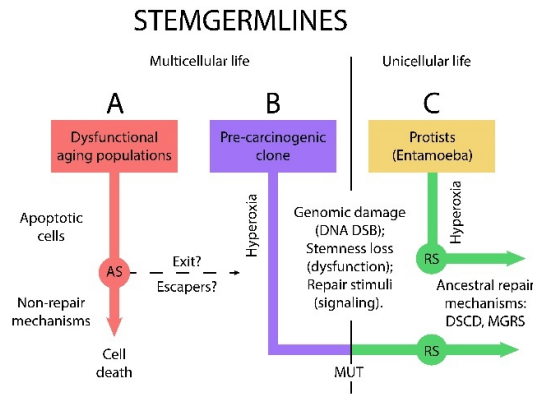 STEMGERMLINES
Multicellular life
Unicellular life
A
B
C
Dysfunctional
aging populations
Pre-carcinogenic
clone
Protists
(Entamoeba)
Apoptotic
cells
AS
Non-repair
mechanisms
Cell
death
Exit?
Escapers?
Hyperoxia
Genomic damage
(DNA DSB);
Stemness loss
(dysfunction);
Repair stimuli
(signaling).
MUT
Hyperoxia
RS
Ancestral repair
mechanisms:
DSCD, MGRS
RS